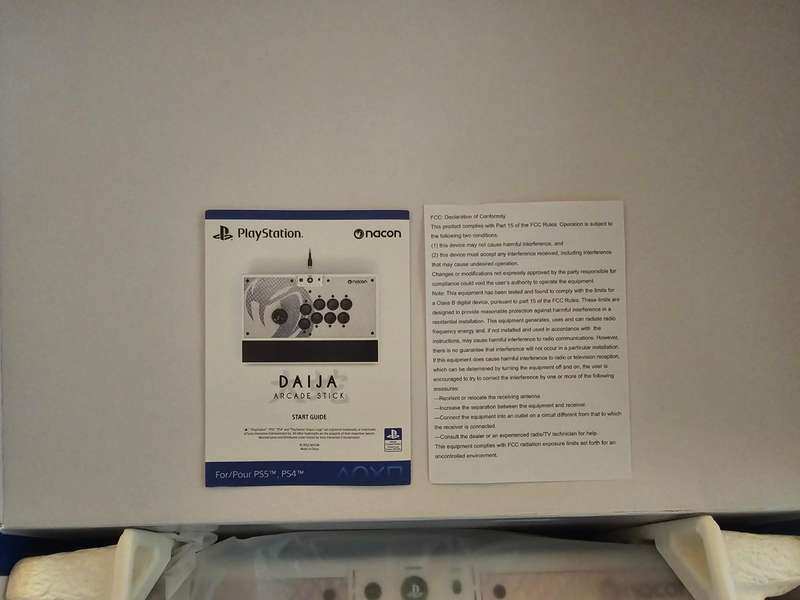 PlayStation.
nacon
nacon
DAIJA
ARCADE STICK
START GUIDE
© 2022 NACON
Made in China
For/Pour PS5™, PS4™
FCC: Declaration of Conformity
This product complies with Part 15 of the FCC Rules. Operation is subject to
the following two conditions.
(1) this device may not cause harmful interference, and
(2) this device must accept any interference received, including interference
that may cause undesired operation.
Changes or modifications not expressly approved by the party responsible for
compliance could void the user's authority to operate the equipment.
Note: This equipment has been tested and found to comply with the limits for
a Class B digital device, pursuant to part 15 of the FCC Rules. These limits are
designed to provide reasonable protection against harmful interference in a
residential installation. This equipment generates, uses and can radiate radio
frequency energy and, if not installed and used in accordance with the
instructions, may cause harmful interference to radio communications. However,
there is no guarantee that interference will not occur in a particular installation.
If this equipment does cause harmful interference to radio or television reception,
which can be determined by turning the equipment off and on, the user is
encouraged to try to correct the interference by one or more of the following
measures:
—Reorient or relocate the receiving antenna.
—Increase the separation between the equipment and receiver.
—Connect the equipment into an outlet on a circuit different from that to which
the receiver is connected.
—Consult the dealer or an experienced radio/TV technician for help.
This equipment complies with FCC radiation exposure limits set forth for an
uncontrolled environment.
nacon